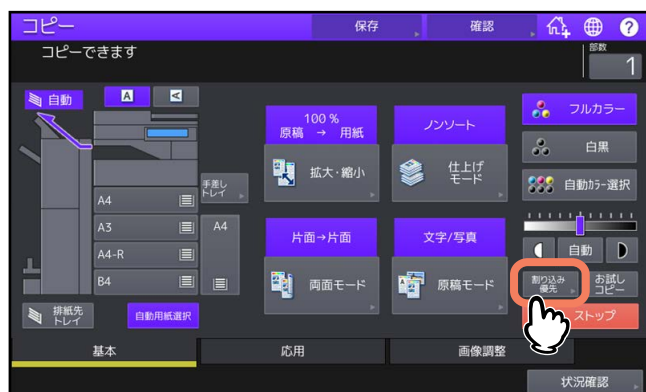 コピー
保存
確認
?
コピーできます
部数
1
自動
A
A
フルカラー
100 %
原稿 → 用紙
ノンソート
白黒
拡大・縮小
仕上げ
モード
自動ｶﾗｰ選択
手差し
トレイ
A4
A3
A4
A4-R
B4
片面→片面
文字/写真
自動
両面モード
原稿モード
割り込み
優先
お試し
コピー
排紙先
トレイ
自動用紙選択
ストップ
基本
応用
画像調整
状況確認